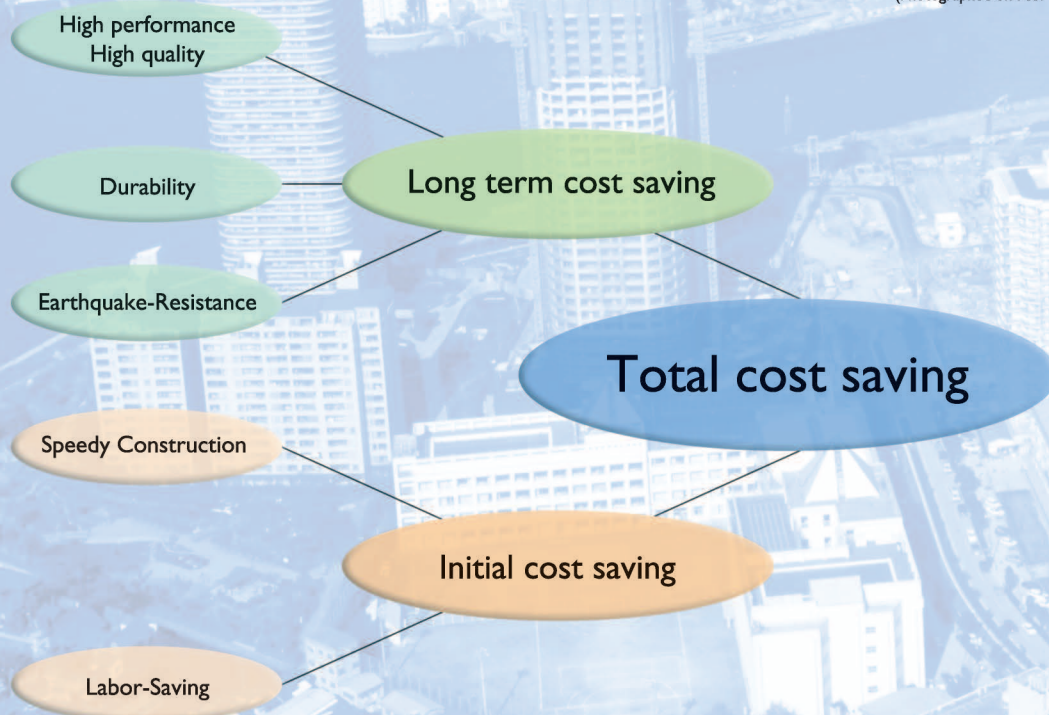 High performance
High quality
Durability
Long term cost saving
Earthquake-Resistance
Total cost saving
Speedy Construction
Initial cost saving
Labor-Saving